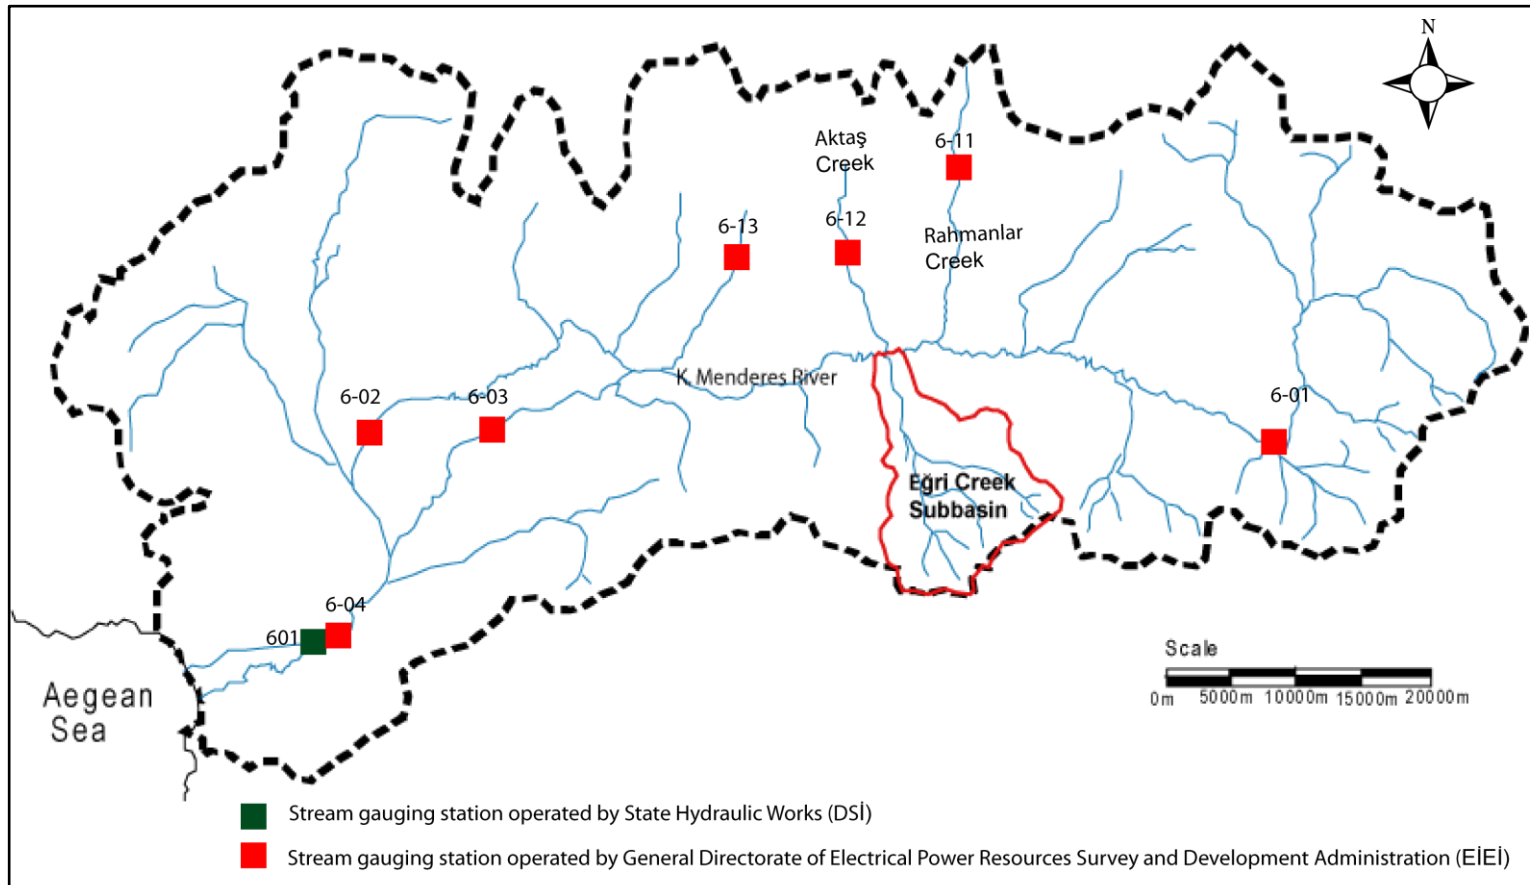 N
Aktaş
Creek
6-11
6-13
6-12
Rahmanlar
Creek
K. Menderes River
6-02
6-03
6-01
Eğri Creek
Subbasin
6-04
601
Aegean
Sea
Scale
0m 5000m 10000m 15000m 20000m
Stream gauging station operated by State Hydraulic Works (DSİ)
Stream gauging station operated by General Directorate of Electrical Power Resources Survey and Development Administration (EİEİ)